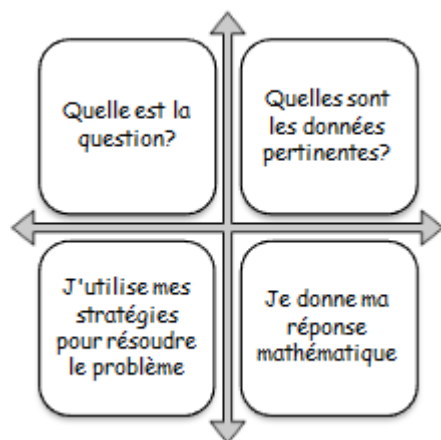 Quelle est la
question?
Quelles sont
les données
pertinentes?
J'utilise mes
stratégies
pour résoudre
le problème
Je donne ma
réponse
mathématique